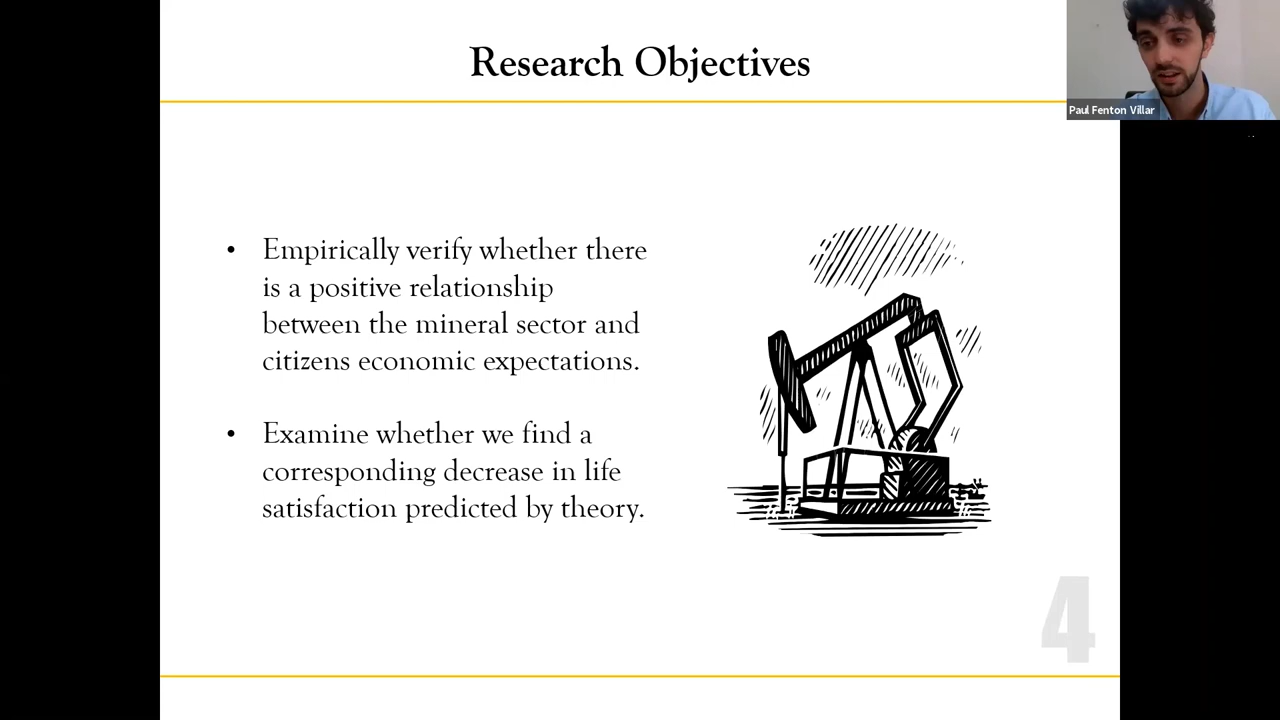 Research Objectives
Paul Fenton Villar
• Empirically verify whether there
is a positive relationship
between the mineral sector and
citizens economic expectations.
• Examine whether we find a
corresponding decrease in life
satisfaction predicted by theory.
4